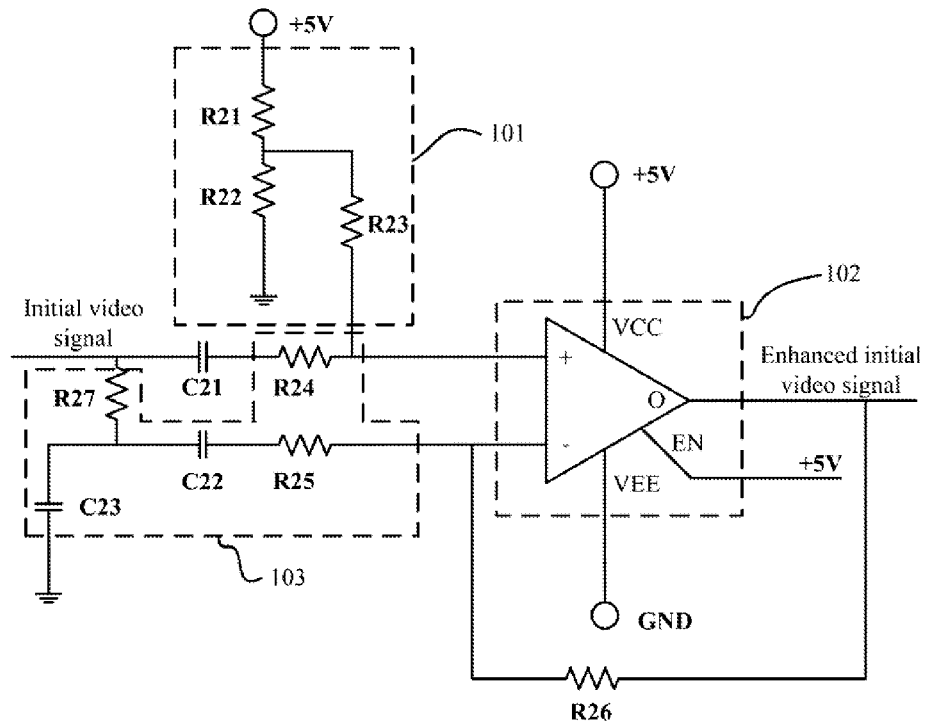 +5V
R21
101
R22
+5V
R23
102
Initial video
signal
VCC
Enhanced initial
video signal
+
C21
R24
R27
O
-
EN
+5V
C22
R25
VEE
C23
103
GND
R26